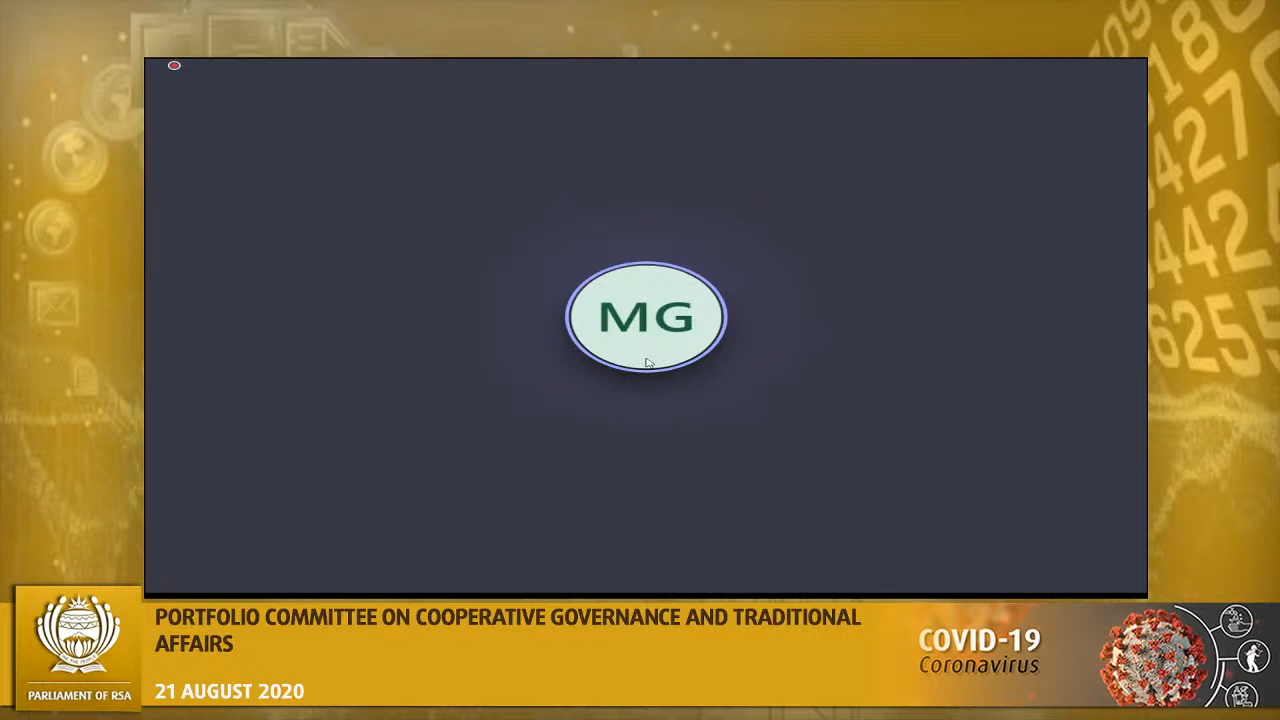 MG
PORTFOLIO COMMITTEE ON COOPERATIVE GOVERNANCE AND TRADITIONAL
AFFAIRS
21 AUGUST 2020
PARLIAMENT OF RSA
COVID-19
Coronavirus